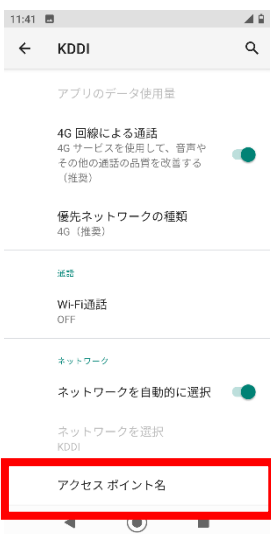 11:41
KDDI
アプリのデータ使用量
4G 回線による通話
4G サービスを使用して、音声や
その他の通話の品質を改善する
（推奨）
優先ネットワークの種類
4G（推奨）
通話
Wi-Fi通話
OFF
ネットワーク
ネットワークを自動的に選択
ネットワークを選択
KDDI
アクセス ポイント名